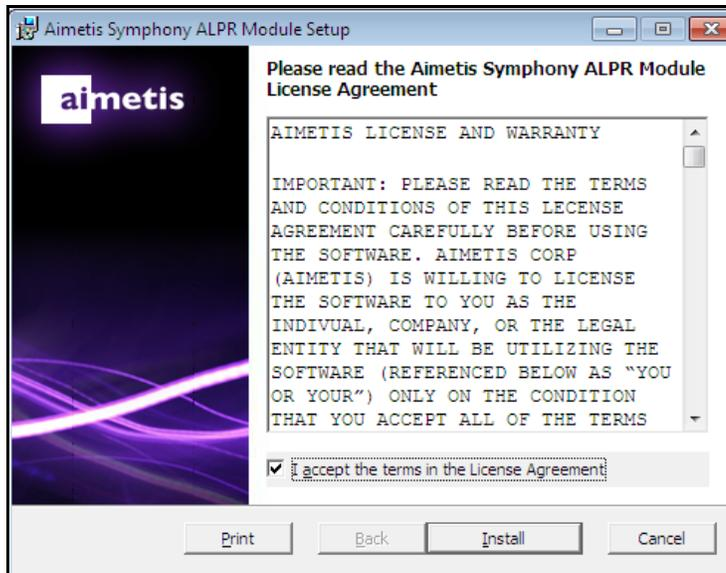 Aimetis Symphony ALPR Module Setup
aimetis
Please read the Aimetis Symphony ALPR Module
License Agreement
AIMETIS LICENSE AND WARRANTY
IMPORTANT: PLEASE READ THE TERMS
AND CONDITIONS OF THIS LECENSE
AGREEMENT CAREFULLY BEFORE USING
THE SOFTWARE. AIMETIS CORP
(AIMETIS) IS WILLING TO LICENSE
THE SOFTWARE TO YOU AS THE
INDIVUAL, COMPANY, OR THE LEGAL
ENTITY THAT WILL BE UTILIZING THE
SOFTWARE (REFERENCED BELOW AS “YOU
OR YOUR”) ONLY ON THE CONDITION
THAT YOU ACCEPT ALL OF THE TERMS
I accept the terms in the License Agreement
Print Back Install Cancel